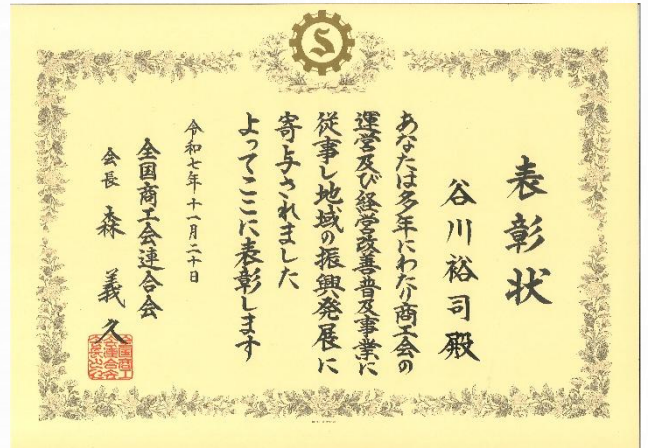 表彰状
谷川裕司殿
あなたは多年にわたり商工会の
運営及び経営改善普及事業に
従事し地域の振興発展に
寄与されました
よってここに表彰します
令和七年十一月二十日
全国商工会連合会
会長 森 義久